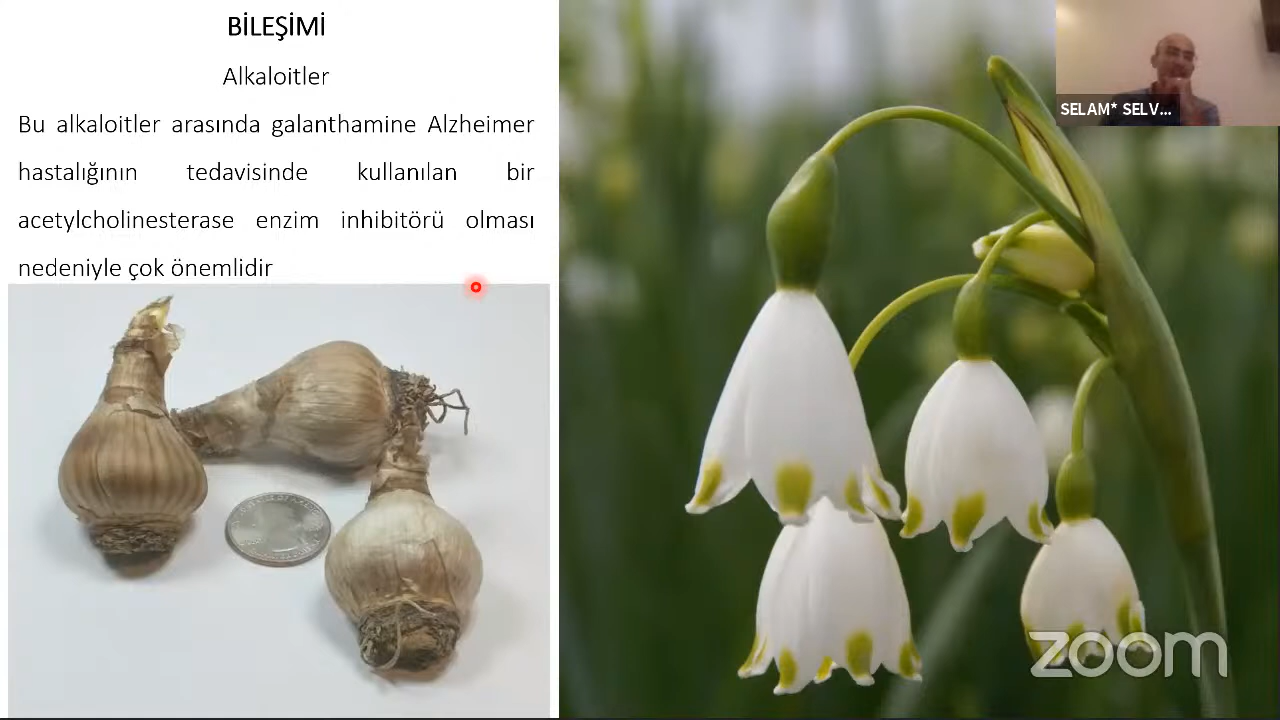 BİLEŞİMİ
Alkaloitler
Bu alkaloitler arasında galanthamine Alzheimer
hastalığının tedavisinde kullanılan bir
acetylcholinesterase enzim inhibitörü olması
nedeniyle çok önemlidir
SELAM* SELV...
zoom